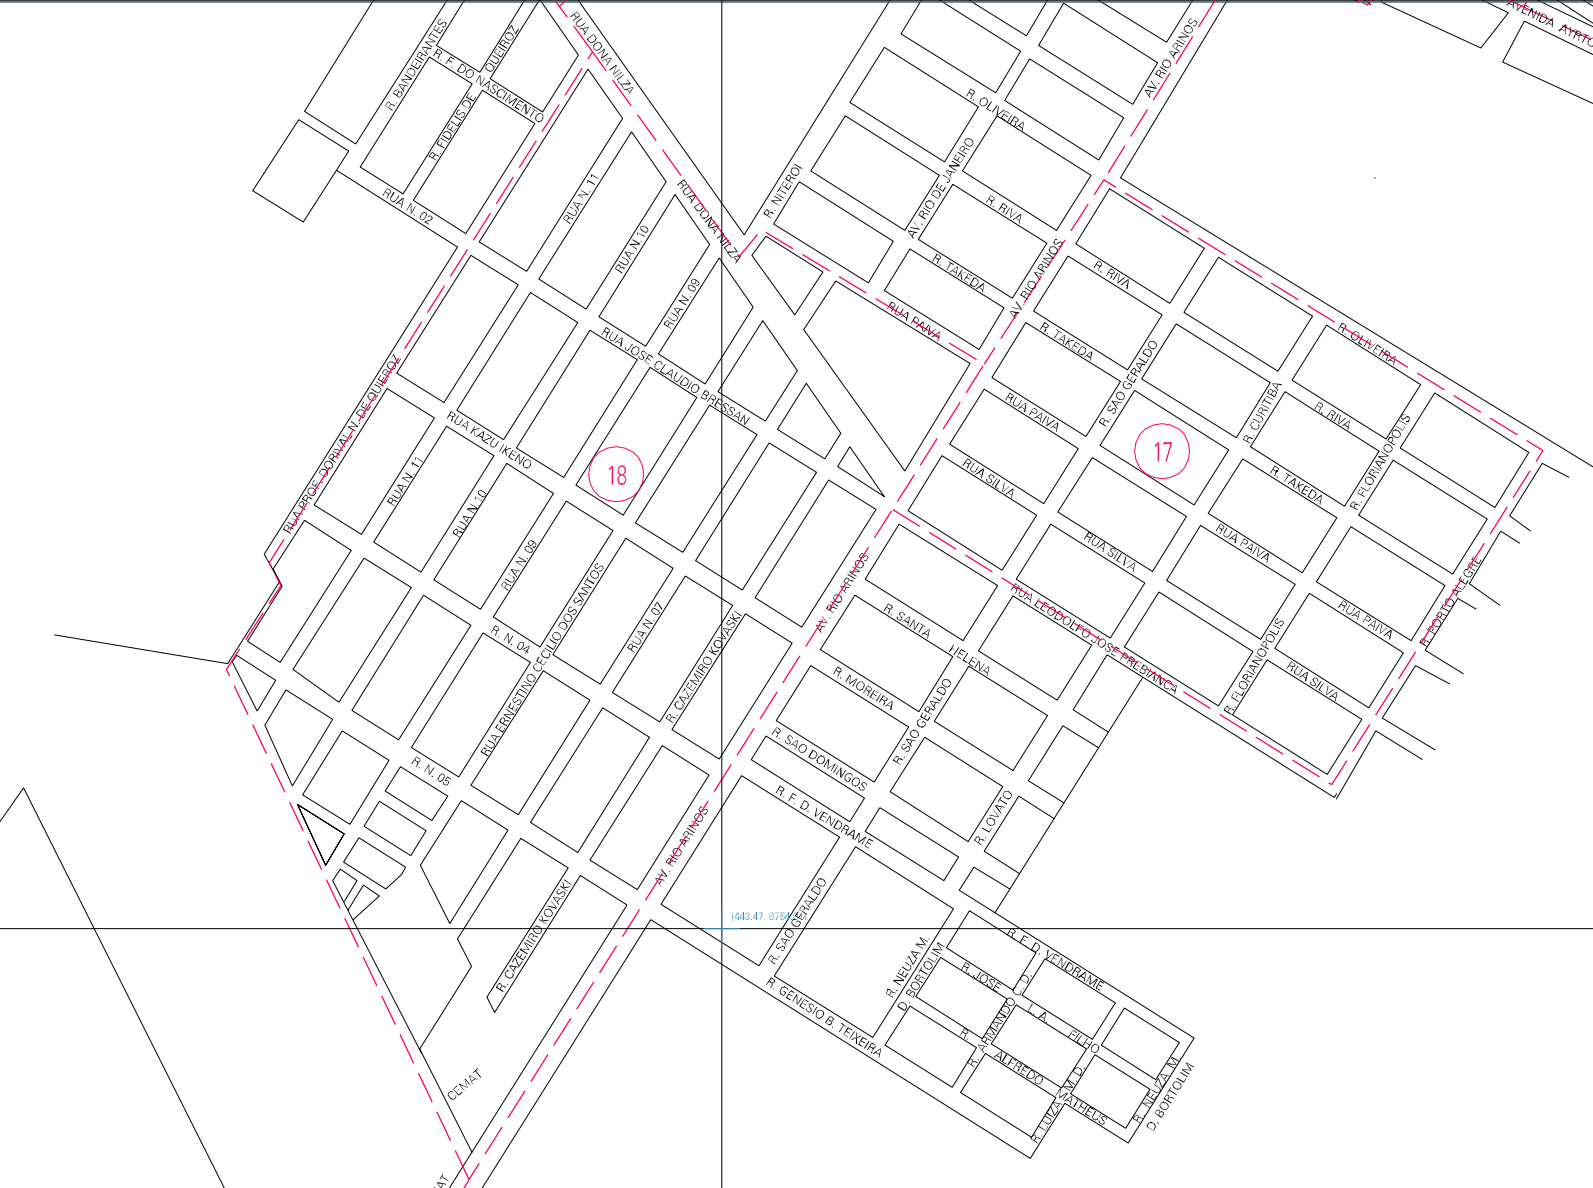 R. BANDEIRANTES
R. F. DO NASCIMENTO
R. FIDELIS DE QUEIROZ
RUA DONA NILZA
AV. RIO ARINOS
RUA N. 02
RUA N. 11
RUA N. 10
RUA N. 09
RUA DONA NILZA
R. NITEROI
R. OLIVEIRA
AV. RIO DE JANEIRO
R. RIVA
R. TAKEDA
RUA PAIVA
AV. RIO ARINOS
R. RIVA
R. TAKEDA
R. OLIVEIRA
RUA JOSE CLAUDIO BRESSAN
RUA PROF. DORIVAL N. DE QUIEROZ
RUA KAZU IKENO
RUA N. 11
RUA N. 10
RUA N. 09
18
17
R. SAO GERALDO
RUA PAIVA
RUA SILVA
R. CURITIBA
R. RIVA
R. FLORIANOPOLIS
R. TAKEDA
RUA PAIVA
RUA SILVA
RUA PAIVA
R. PORTO ALEGRE
RUA SILVA
R. FLORIANOPOLIS
RUA LEODOLFO JOSE PREBIANCA
R. N. 04
RUA ERNESTINO CECILIO DOS SANTOS
RUA N. 07
R. CAZEMIRO KOVASKI
AV. RIO ARINOS
R. SANTA HELENA
R. MOREIRA
R. SAO GERALDO
R. SAO DOMINGOS
R. N. 05
R. F. D. VENDRAME
R. LOVATO
AV. RIO ARINOS
R. CAZEMIRO KOVASKI
R. SAO GERALDO
R. GENESIO B. TEIXEIRA
R. NEUZA M.
D. BORTOLIM
R. F. D. VENDRAME
R. JOSE
C. L. A.
FILHO
R. ARMANDO
C. D.
R. ALFREDO
MATHEUS
R. LUIZA M. D.
R. NEUZA M.
D. BORTOLIM
CEMAT